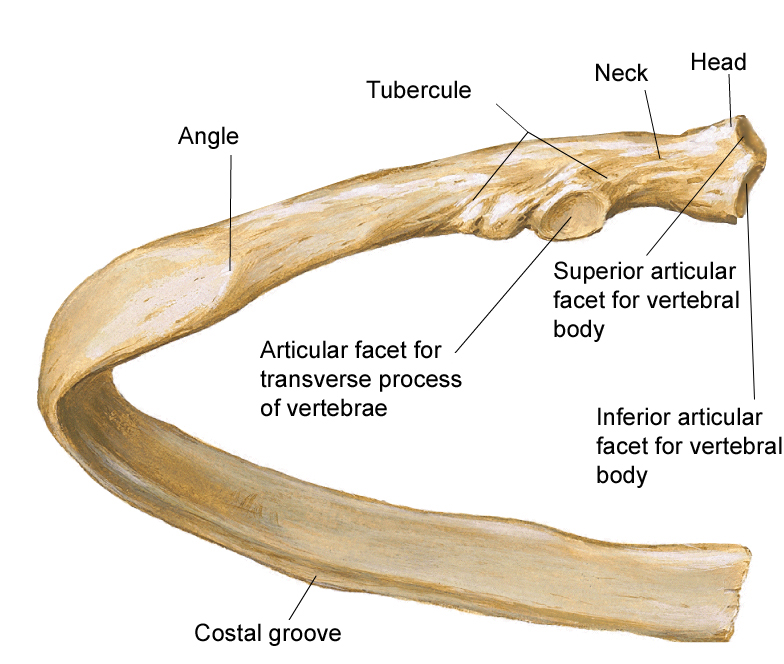 Head
Neck
Tubercule
Angle
Superior articular
facet for vertebral
body
Articular facet for
transverse process
of vertebrae
Inferior articular
facet for vertebral
body
Costal groove